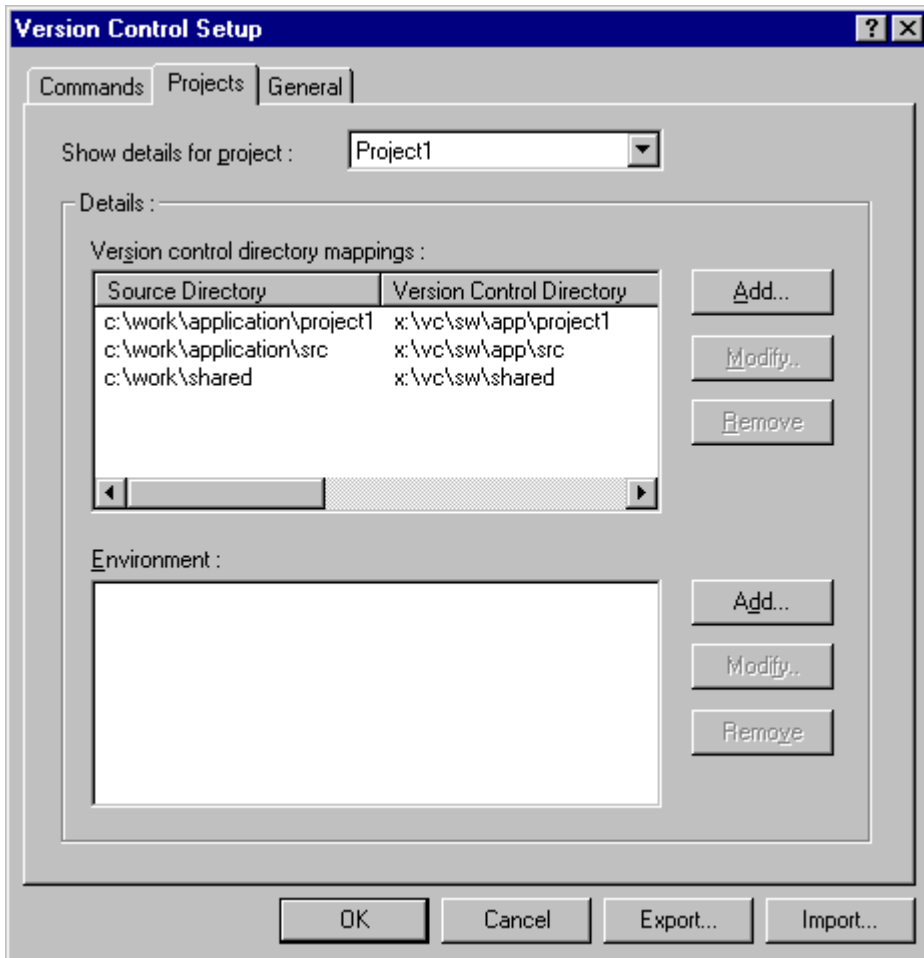 Version Control Setup
Commands Projects General
Show details for project : Project1
Details :
Version control directory mappings :
Source Directory Version Control Directory
c:\work\application\project1 x:\vc\sw\app\project1
c:\work\application\src x:\vc\sw\app\src
c:\work\shared x:\vc\sw\shared
Add...
Modify..
Remove
Environment :
Add...
Modify..
Remove
OK Cancel Export... Import...